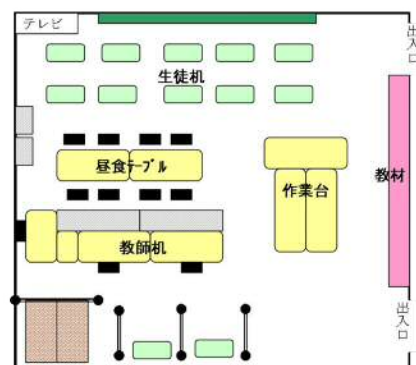 テレビ
出入口
生徒机
昼食ﾃｰﾌﾞﾙ
教材
作業台
教師机
出入口